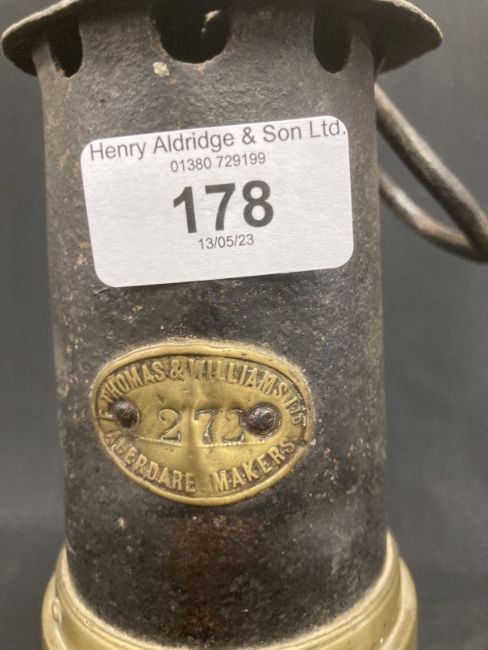 Henry Aldridge & Son Ltd.
01380 729199
178
13/05/23
E. THOMAS & WILLIAMS LTD
272
ABERDARE MAKERS